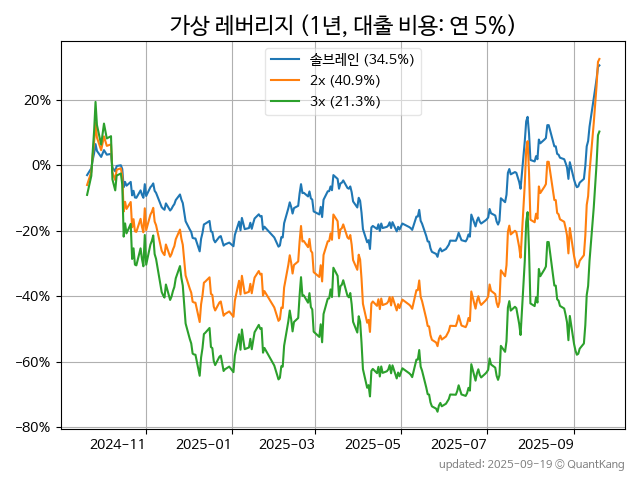 가상 레버리지 (1년, 대출 비용: 연 5%)
솔브레인 (34.5%)
2x (40.9%)
3x (21.3%)
20%
0%
−20%
−40%
−60%
−80%
2024-11 2025-01 2025-03 2025-05 2025-07 2025-09
updated: 2025-09-19 © QuantKang